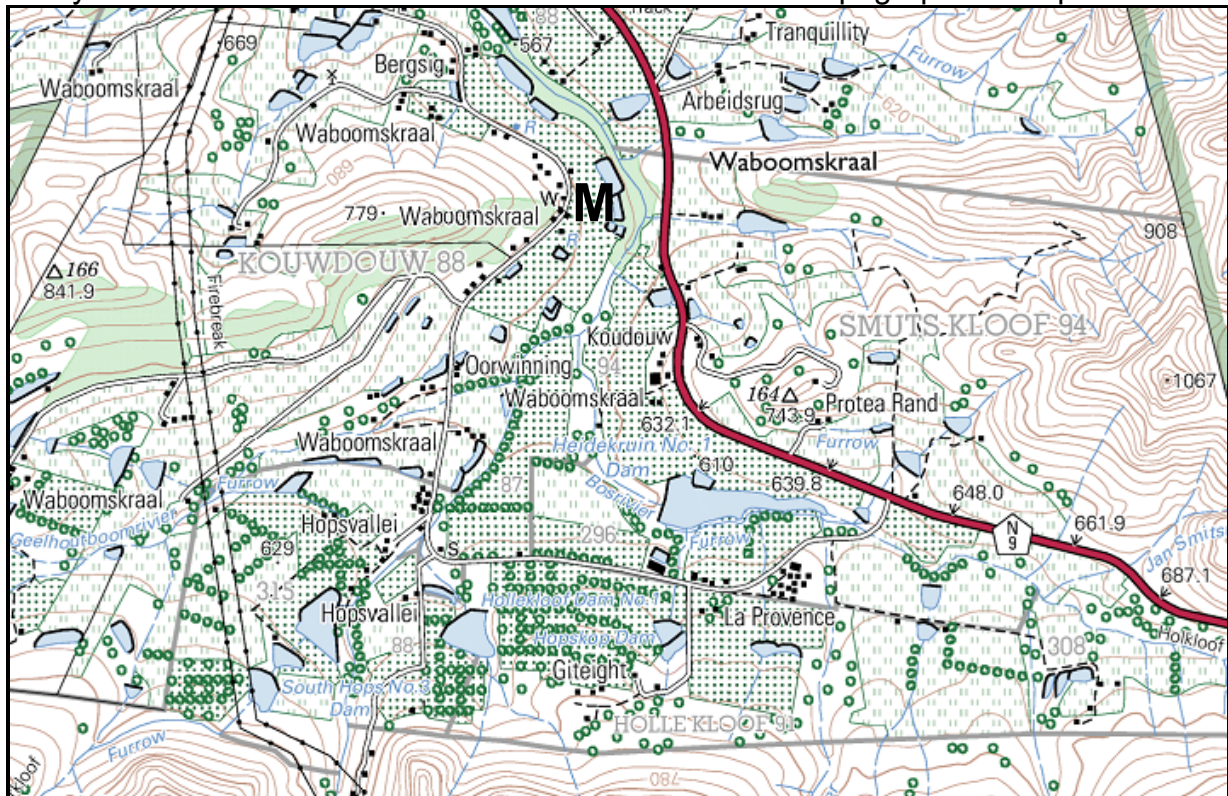 Track
88
669
567
Tranquillity
Furrow
Bergsig
Waboomskraal
Arbeidsrug
620
R
Waboomskraal
Waboomskraal
089
W
M
779
Waboomskraal
908
R
KOUWDOUW 88
166
841.9
Firebreak
SMUTS KLOOF 94
Koudouw
94
Oorwinning
1067
164
743.9
Waboomskraal
Protea Rand
632.1
Waboomskraal
Heidekruin No. 1
Dam
Furrow
610
Waboomskraal
Furrow
87
639.8
648.0
Bosrivier
Hopsvallei
N
9
661.9
Geelhoutboomrivier
296
Furrow
Jan Smits
629
S
687.1
315
Hollekloof Dam No.1
Hopsvallei
La Provence
Holkloof
88
Hopskop Dam
308
Giteight
South Hops No.3
Dam
HOLLE KLOOF 91
Furrow
kloof
780